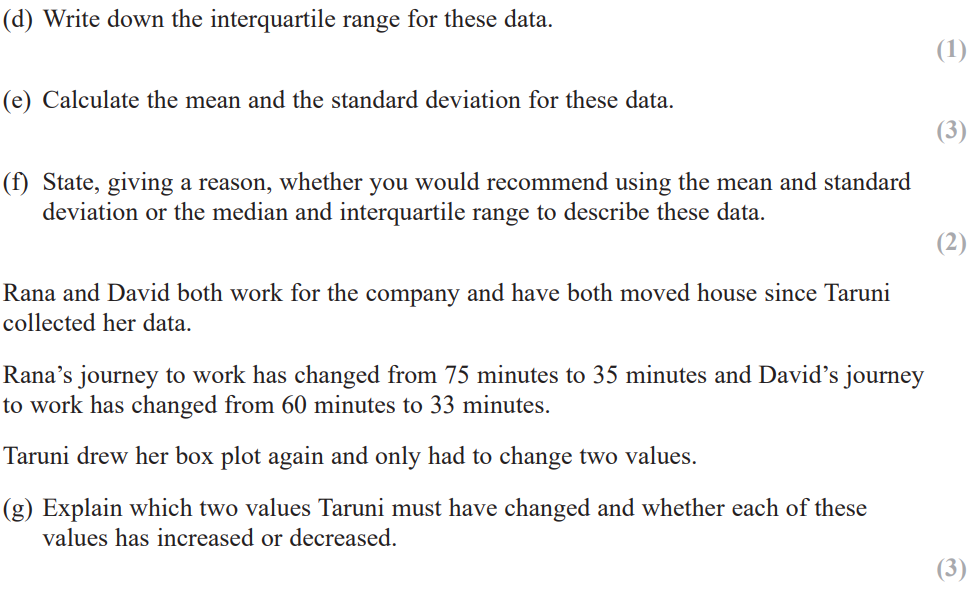 (d) Write down the interquartile range for these data.
(1)
(e) Calculate the mean and the standard deviation for these data.
(3)
(f) State, giving a reason, whether you would recommend using the mean and standard
deviation or the median and interquartile range to describe these data.
(2)
Rana and David both work for the company and have both moved house since Taruni
collected her data.
Rana's journey to work has changed from 75 minutes to 35 minutes and David's journey
to work has changed from 60 minutes to 33 minutes.
Taruni drew her box plot again and only had to change two values.
(g) Explain which two values Taruni must have changed and whether each of these
values has increased or decreased.
(3)